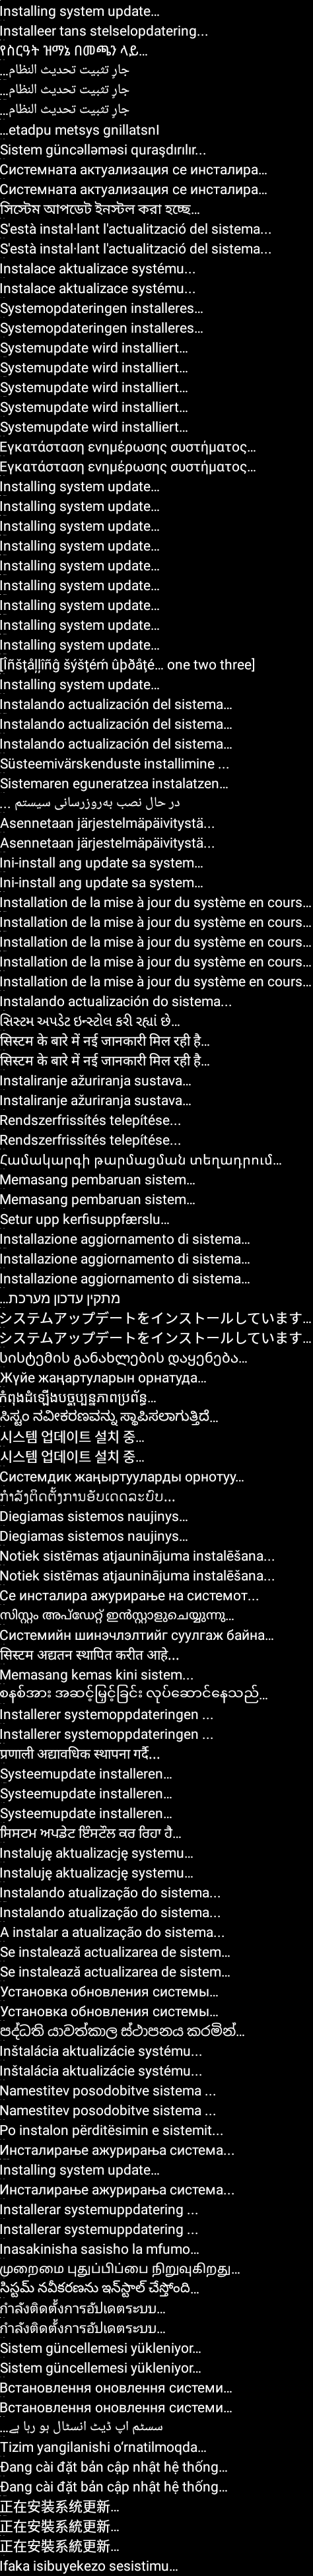 Installing system update…
Installeer tans stelselopdatering…
የስርዓት ዝማኔ በመጫን ላይ…
جارٍ تثبيت تحديث النظام…
جارٍ تثبيت تحديث النظام…
جارٍ تثبيت تحديث النظام…
…etadpu metsys gnillatsnI
Sistem güncəlləməsi quraşdırılır…
Системната актуализация се инсталира…
Системната актуализация се инсталира…
সিস্টেম আপডেট ইনস্টল করা হচ্ছে…
S'està instal·lant l'actualització del sistema…
S'està instal·lant l'actualització del sistema…
Instalace aktualizace systému…
Instalace aktualizace systému…
Systemopdateringen installeres…
Systemopdateringen installeres…
Systemupdate wird installiert…
Systemupdate wird installiert…
Systemupdate wird installiert…
Systemupdate wird installiert…
Systemupdate wird installiert…
Εγκατάσταση ενημέρωσης συστήματος…
Εγκατάσταση ενημέρωσης συστήματος…
Installing system update…
Installing system update…
Installing system update…
Installing system update…
Installing system update…
Installing system update…
Installing system update…
Installing system update…
Installing system update…
[Îñšţåļļîñĝ šýšţéḿ ûþðåţé… one two three]
Installing system update…
Instalando actualización del sistema…
Instalando actualización del sistema…
Instalando actualización del sistema…
Süsteemivärskenduste installimine …
Sistemaren eguneratzea instalatzen…
در حال نصب به‌روزرسانی سیستم …
Asennetaan järjestelmäpäivitystä…
Asennetaan järjestelmäpäivitystä…
Ini-install ang update sa system…
Ini-install ang update sa system…
Installation de la mise à jour du système en cours…
Installation de la mise à jour du système en cours…
Installation de la mise à jour du système en cours…
Installation de la mise à jour du système en cours…
Installation de la mise à jour du système en cours…
Instalando actualización do sistema…
સિસ્ટમ અપડેટ ઇન્સ્ટોલ કરી રહ્યાં છે…
सिस्टम के बारे में नई जानकारी मिल रही है…
सिस्टम के बारे में नई जानकारी मिल रही है…
Instaliranje ažuriranja sustava…
Instaliranje ažuriranja sustava…
Rendszerfrissítés telepítése…
Rendszerfrissítés telepítése…
Համակարգի թարմացման տեղադրում…
Memasang pembaruan sistem…
Memasang pembaruan sistem…
Setur upp kerfisuppfærslu…
Installazione aggiornamento di sistema…
Installazione aggiornamento di sistema…
Installazione aggiornamento di sistema…
מתקין עדכון מערכת…
システムアップデートをインストールしています…
システムアップデートをインストールしています…
სისტემის განახლების დაყენება…
Жүйе жаңартуларын орнатуда…
កំពុងដំឡើងបច្ចុប្បន្នភាពប្រព័ន្ធ…
ಸಿಸ್ಟಂ ನವೀಕರಣವನ್ನು ಸ್ಥಾಪಿಸಲಾಗುತ್ತಿದೆ…
시스템 업데이트 설치 중…
시스템 업데이트 설치 중…
Системдик жаңыртууларды орнотуу…
ກຳລັງຕິດຕັ້ງການອັບເດດລະບົບ…
Diegiamas sistemos naujinys…
Diegiamas sistemos naujinys…
Notiek sistēmas atjauninājuma instalēšana…
Notiek sistēmas atjauninājuma instalēšana…
Се инсталира ажурирање на системот…
സിസ്റ്റം അപ്‌ഡേറ്റ് ഇൻസ്റ്റാളുചെയ്യുന്നു…
Системийн шинэчлэлтийг суулгаж байна…
सिस्टम अद्यतन स्थापित करीत आहे…
Memasang kemas kini sistem…
စနစ်အား အဆင့်မြှင့်ခြင်း လုပ်ဆောင်နေသည်…
Installerer systemoppdateringen …
Installerer systemoppdateringen …
प्रणाली अद्यावधिक स्थापना गर्दै…
Systeemupdate installeren…
Systeemupdate installeren…
Systeemupdate installeren…
ਸਿਸਟਮ ਅਪਡੇਟ ਇੰਸਟੌਲ ਕਰ ਰਿਹਾ ਹੈ…
Instaluję aktualizację systemu…
Instaluję aktualizację systemu…
Instalando atualização do sistema…
Instalando atualização do sistema…
A instalar a atualização do sistema…
Se instalează actualizarea de sistem…
Se instalează actualizarea de sistem…
Установка обновления системы…
Установка обновления системы…
පද්ධති යාවත්කාල ස්ථාපනය කරමින්…
Inštalácia aktualizácie systému…
Inštalácia aktualizácie systému…
Namestitev posodobitve sistema …
Namestitev posodobitve sistema …
Po instalon përditësimin e sistemit…
Инсталирање ажурирања система…
Installing system update…
Инсталирање ажурирања система…
Installerar systemuppdatering …
Installerar systemuppdatering …
Inasakinisha sasisho la mfumo…
முறைமை புதுப்பிப்பை நிறுவுகிறது…
సిస్టమ్ నవీకరణను ఇన్‌స్టాల్ చేస్తోంది…
กำลังติดตั้งการอัปเดตระบบ…
กำลังติดตั้งการอัปเดตระบบ…
Sistem güncellemesi yükleniyor…
Sistem güncellemesi yükleniyor…
Встановлення оновлення системи…
Встановлення оновлення системи…
سسٹم اپ ڈیٹ انسٹال ہو رہا ہے…
Tizim yangilanishi o‘rnatilmoqda…
Đang cài đặt bản cập nhật hệ thống…
Đang cài đặt bản cập nhật hệ thống…
正在安装系统更新…
正在安裝系統更新…
正在安裝系統更新…
Ifaka isibuyekezo sesistimu…